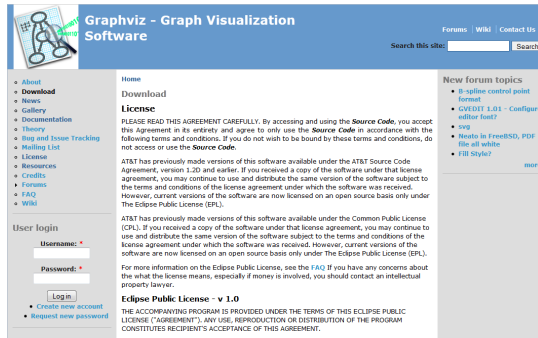 Graphviz - Graph Visualization
Software
Forums | Wiki | Contact Us
Search this site:
Search
About
Download
News
Gallery
Documentation
Theory
Bug and Issue Tracking
Mailing List
License
Resources
Credits
Forums
FAQ
Wiki
User login
Username: *
Password: *
Log in
Create new account
Request new password
Home
Download
License
PLEASE READ THIS AGREEMENT CAREFULLY. By accessing and using the Source Code, you accept
this Agreement in its entirety and agree to only use the Source Code in accordance with the
following terms and conditions. If you do not wish to be bound by these terms and conditions, do
not access or use the Source Code.
AT&T has previously made versions of this software available under the AT&T Source Code
Agreement, version 1.2D and earlier. If you received a copy of the software under that license
agreement, you may continue to use and distribute the same version of the software subject to
the terms and conditions of the license agreement under which the software was received.
However, current versions of the software are now licensed on an open source basis only under
The Eclipse Public License (EPL).
AT&T has previously made versions of this software available under the Common Public License
(CPL). If you received a copy of the software under that license agreement, you may continue to
use and distribute the same version of the software subject to the terms and conditions of the
license agreement under which the software was received. However, current versions of the
software are now licensed on an open source basis only under The Eclipse Public License (EPL).
For more information on the Eclipse Public License, see the FAQ If you have any concerns about
the what the license means, especially if money is involved, you should contact an intellectual
property lawyer.
Eclipse Public License - v 1.0
THE ACCOMPANYING PROGRAM IS PROVIDED UNDER THE TERMS OF THIS ECLIPSE PUBLIC
LICENSE ("AGREEMENT"). ANY USE, REPRODUCTION OR DISTRIBUTION OF THE PROGRAM
CONSTITUTES RECIPIENT'S ACCEPTANCE OF THIS AGREEMENT.
New forum topics
B-spline control point
format
GVEDIT 1.01 - Configure
editor font?
svg
Neato in FreeBSD, PDF
file all white
Fill Style?
more